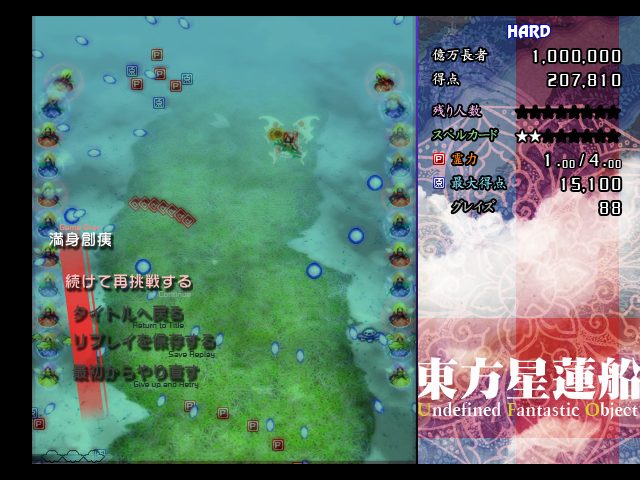 HARD
億万長者 1,000,000
得点 207,810
残り人数
スペルカード ★★
P 霊力 1.00/4.00
点 最大得点 15,100
グレイズ 88
Game Over
満身創痍
続けて再挑戦する
Continue
タイトルへ戻る
Return to Title
リプレイを保存する
Save Replay
最初からやり直す
Give up and Retry
東方星蓮船
Undefined Fantastic Object